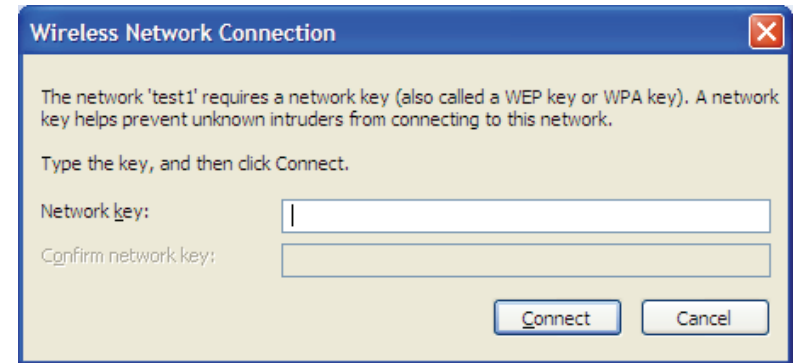 Wireless Network Connection
The network 'test1' requires a network key (also called a WEP key or WPA key). A network
key helps prevent unknown intruders from connecting to this network.
Type the key, and then click Connect.
Network key:
Confirm network key:
Connect Cancel